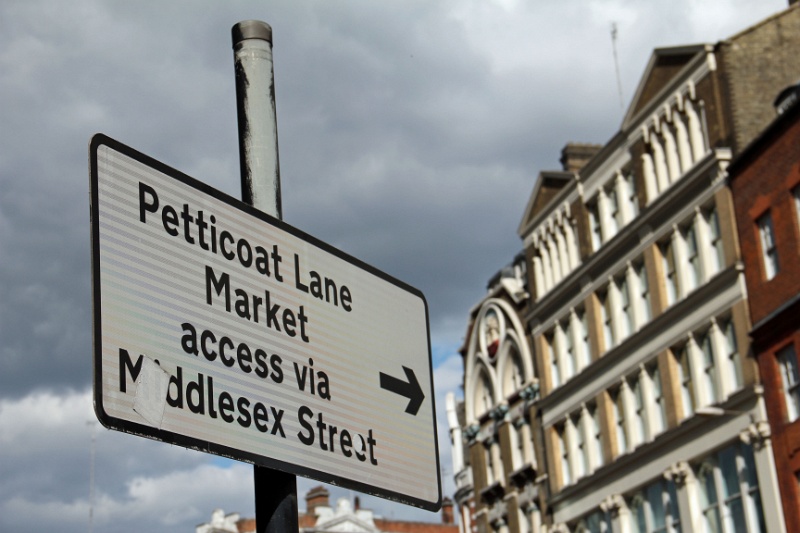 Petticoat Lane
Market
access via
Middlesex Street